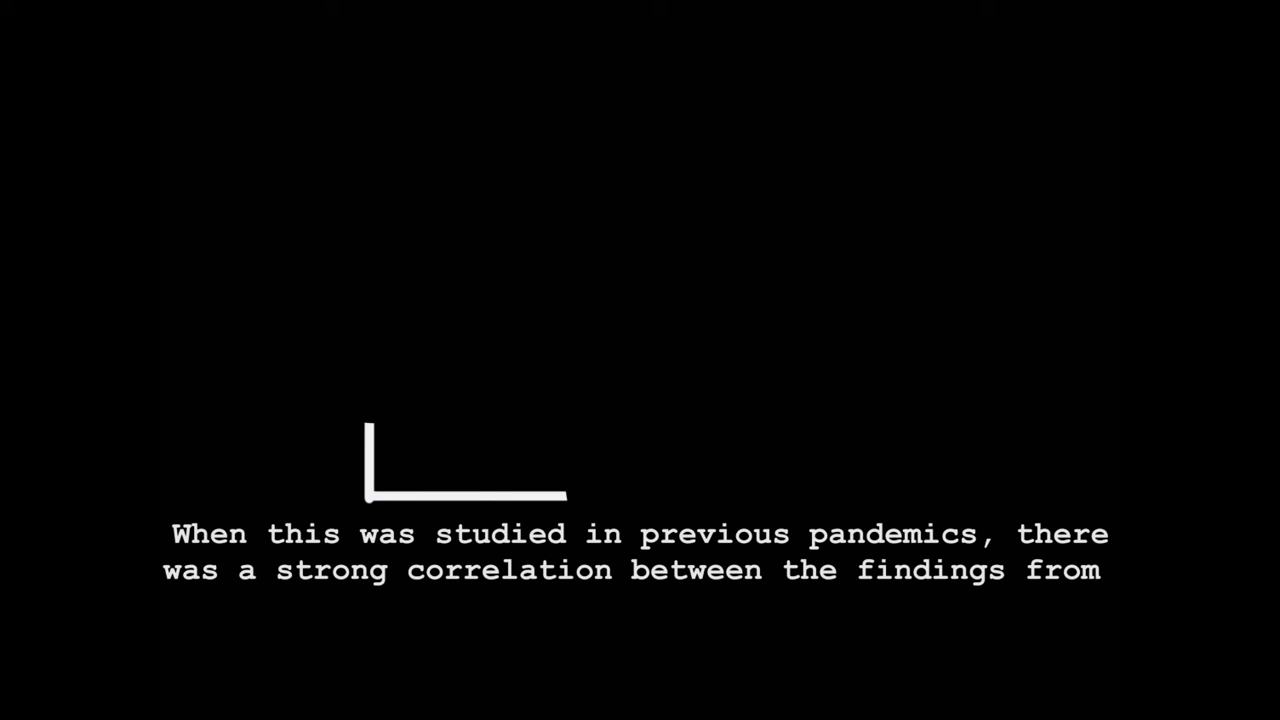 When this was studied in previous pandemics, there
was a strong correlation between the findings from